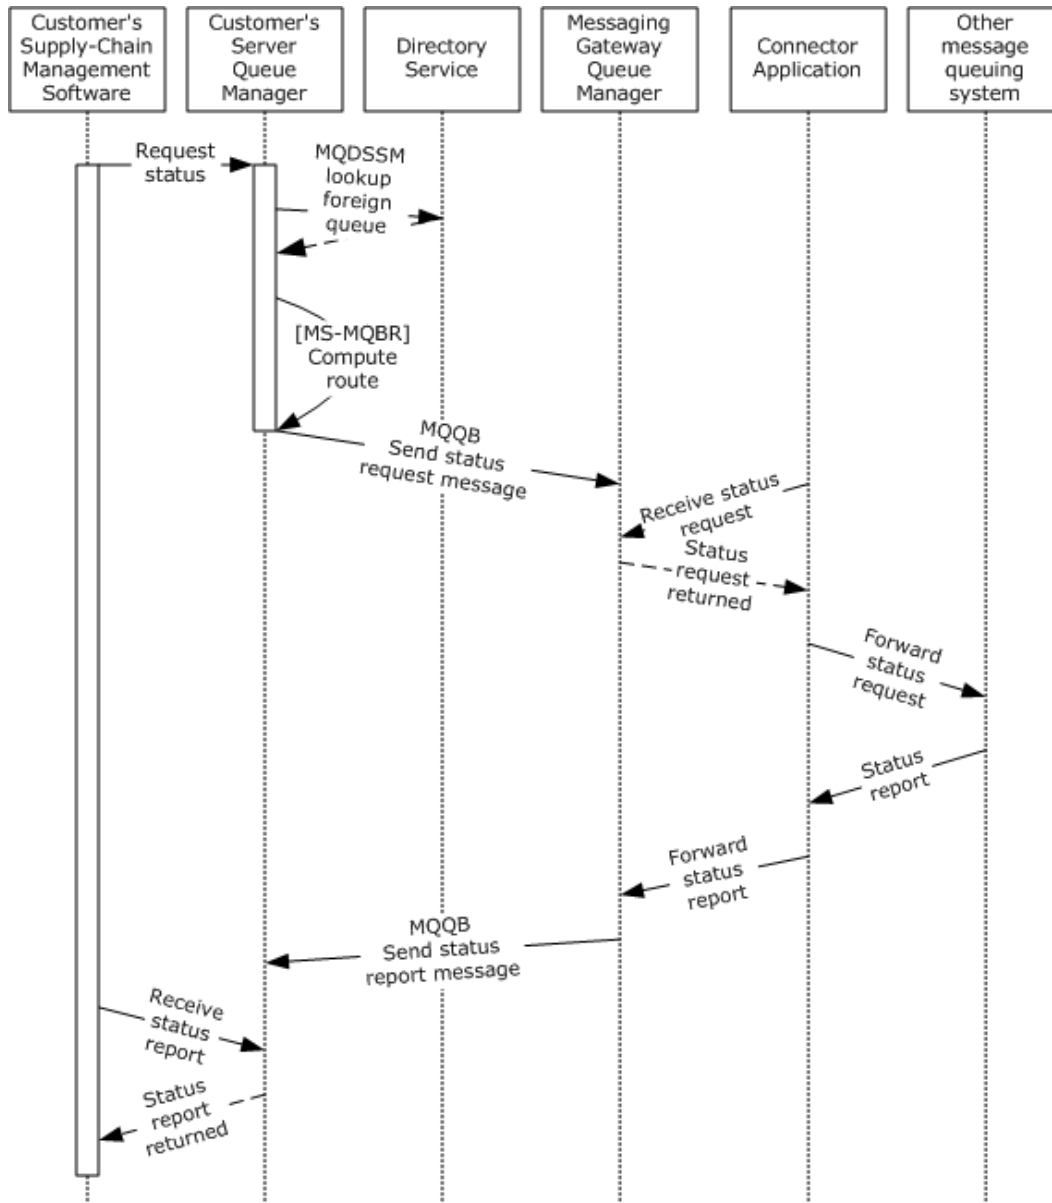 Customer's
Supply-Chain
Management
Software
Customer's
Server
Queue
Manager
Directory
Service
Messaging
Gateway
Queue
Manager
Connector
Application
Other
message
queuing
system
Request
status
MQDSSM
lookup
foreign
queue
[MS-MQBR]
Compute
route
MQQB
Send status
request message
Receive status
request
Status
request
returned
Forward
status
request
Status
report
Forward
status
report
MQQB
Send status
report message
Receive
status
report
Status
report
returned